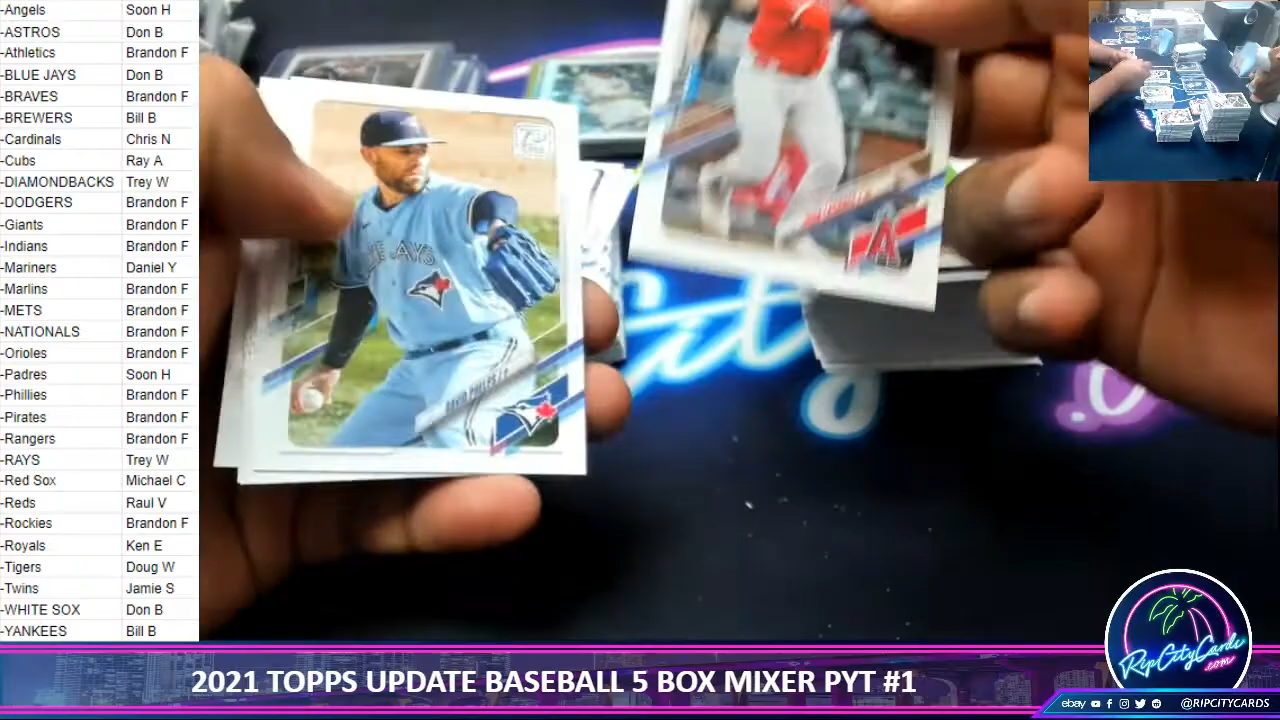 -Angels Soon H
-ASTROS Don B
-Athletics Brandon F
-BLUE JAYS Don B
-BRAVES Brandon F
-BREWERS Bill B
-Cardinals Chris N
-Cubs Ray A
-DIAMONDBACKS Trey W
-DODGERS Brandon F
-Giants Brandon F
-Indians Brandon F
-Mariners Daniel Y
-Marlins Brandon F
-METS Brandon F
-NATIONALS Brandon F
-Orioles Brandon F
-Padres Soon H
-Phillies Brandon F
-Pirates Brandon F
-Rangers Brandon F
-RAYS Trey W
-Red Sox Michael C
-Reds Raul V
-Rockies Brandon F
-Royals Ken E
-Tigers Doug W
-Twins Jamie S
-WHITE SOX Don B
-YANKEES Bill B
A
City
.c
RipCityCards
.com
2021 TOPPS UPDATE BASEBALL 5 BOX MIXER PYT #1
ebay @RIPCITYCARDS